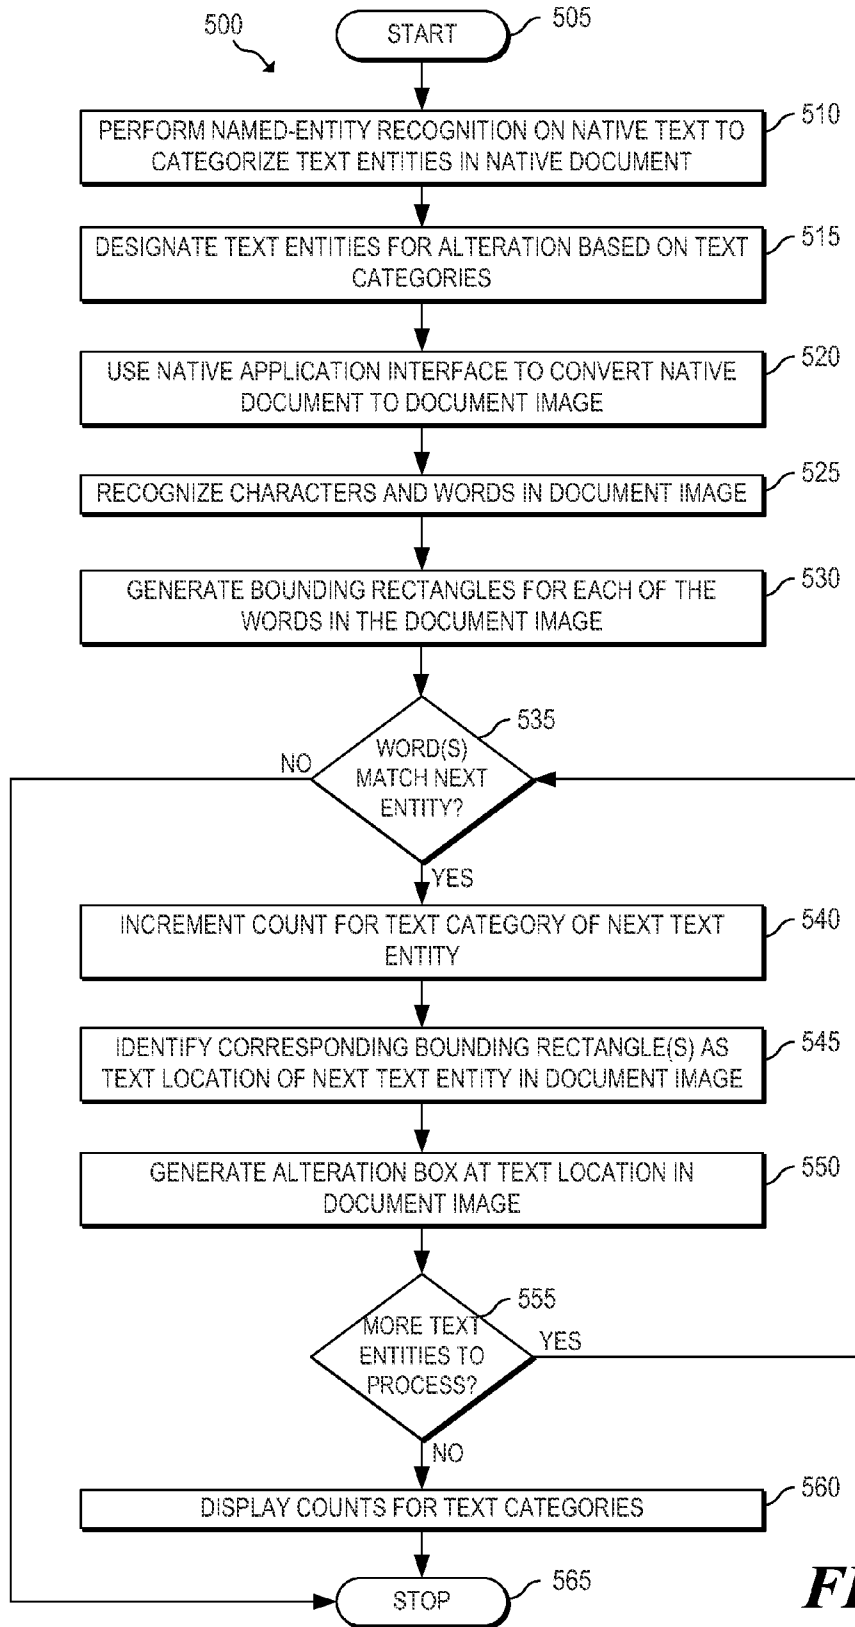 500
START
505
PERFORM NAMED-ENTITY RECOGNITION ON NATIVE TEXT TO
CATEGORIZE TEXT ENTITIES IN NATIVE DOCUMENT
510
DESIGNATE TEXT ENTITIES FOR ALTERATION BASED ON TEXT
CATEGORIES
515
USE NATIVE APPLICATION INTERFACE TO CONVERT NATIVE
DOCUMENT TO DOCUMENT IMAGE
520
RECOGNIZE CHARACTERS AND WORDS IN DOCUMENT IMAGE
525
GENERATE BOUNDING RECTANGLES FOR EACH OF THE
WORDS IN THE DOCUMENT IMAGE
530
535
NO
WORD(S)
MATCH NEXT
ENTITY?
YES
INCREMENT COUNT FOR TEXT CATEGORY OF NEXT TEXT
ENTITY
540
IDENTIFY CORRESPONDING BOUNDING RECTANGLE(S) AS
TEXT LOCATION OF NEXT TEXT ENTITY IN DOCUMENT IMAGE
545
GENERATE ALTERATION BOX AT TEXT LOCATION IN
DOCUMENT IMAGE
550
555
MORE TEXT
ENTITIES TO
PROCESS?
YES
NO
DISPLAY COUNTS FOR TEXT CATEGORIES
560
STOP
565